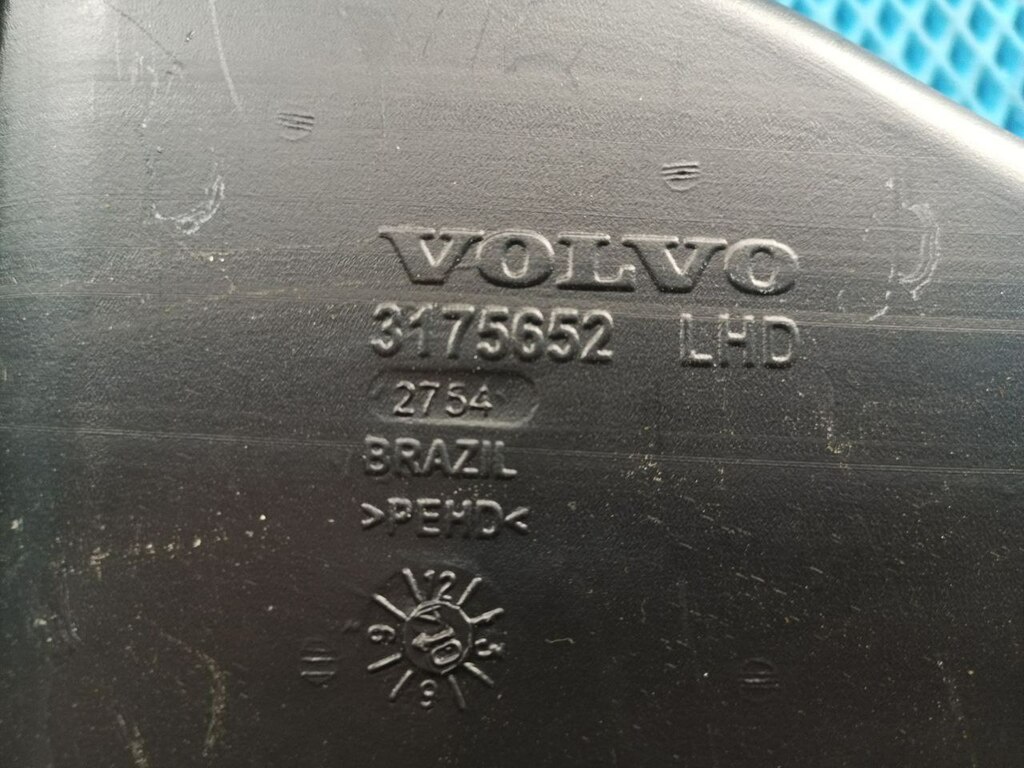 VOLVO
3175652 LHD
2754
BRAZIL
>PEHD<
12
9 10 3
6